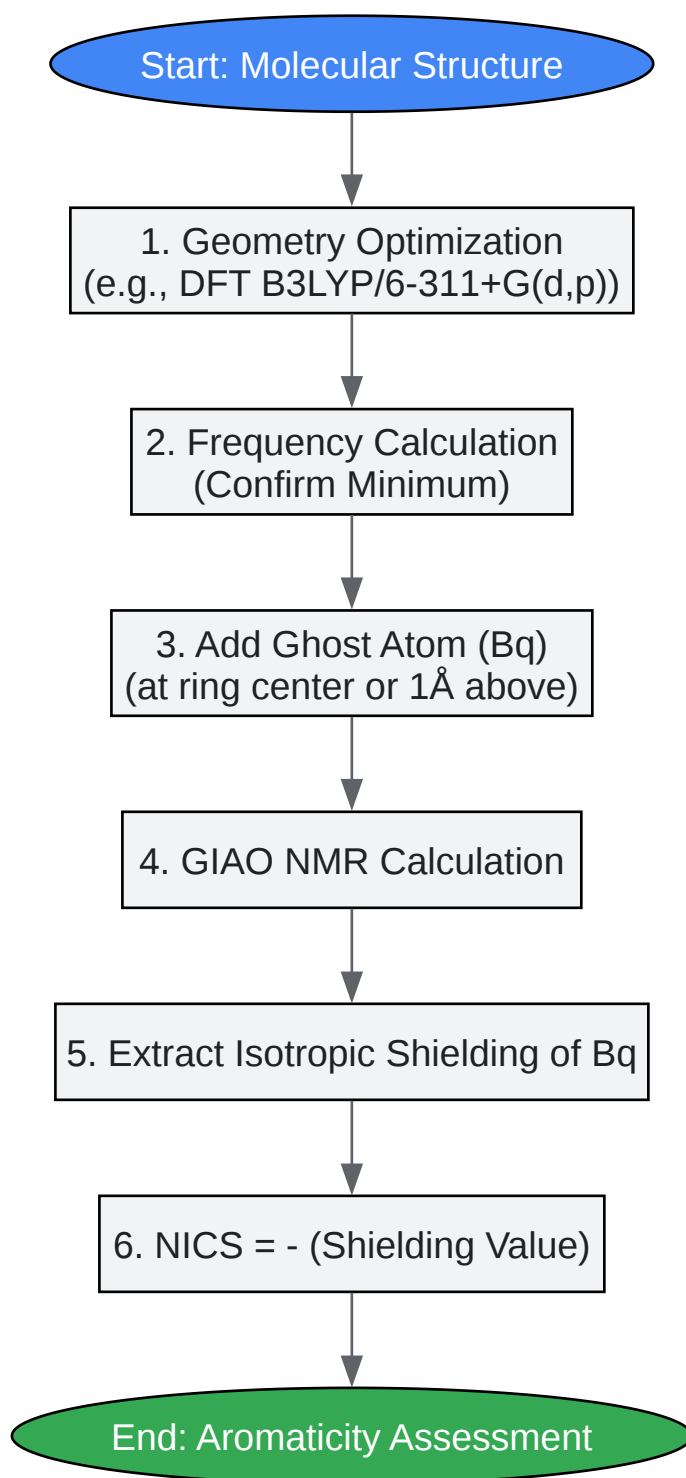 Start: Molecular Structure
1. Geometry Optimization
(e.g., DFT B3LYP/6-311+G(d,p))
2. Frequency Calculation
(Confirm Minimum)
3. Add Ghost Atom (Bq)
(at ring center or 1Å above)
4. GIAO NMR Calculation
5. Extract Isotropic Shielding of Bq
6. NICS = - (Shielding Value)
End: Aromaticity Assessment